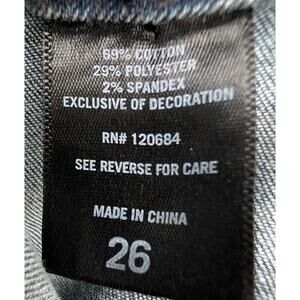 69% COTTON
29% POLYESTER
2% SPANDEX
EXCLUSIVE OF DECORATION
RN# 120684
SEE REVERSE FOR CARE
MADE IN CHINA
26